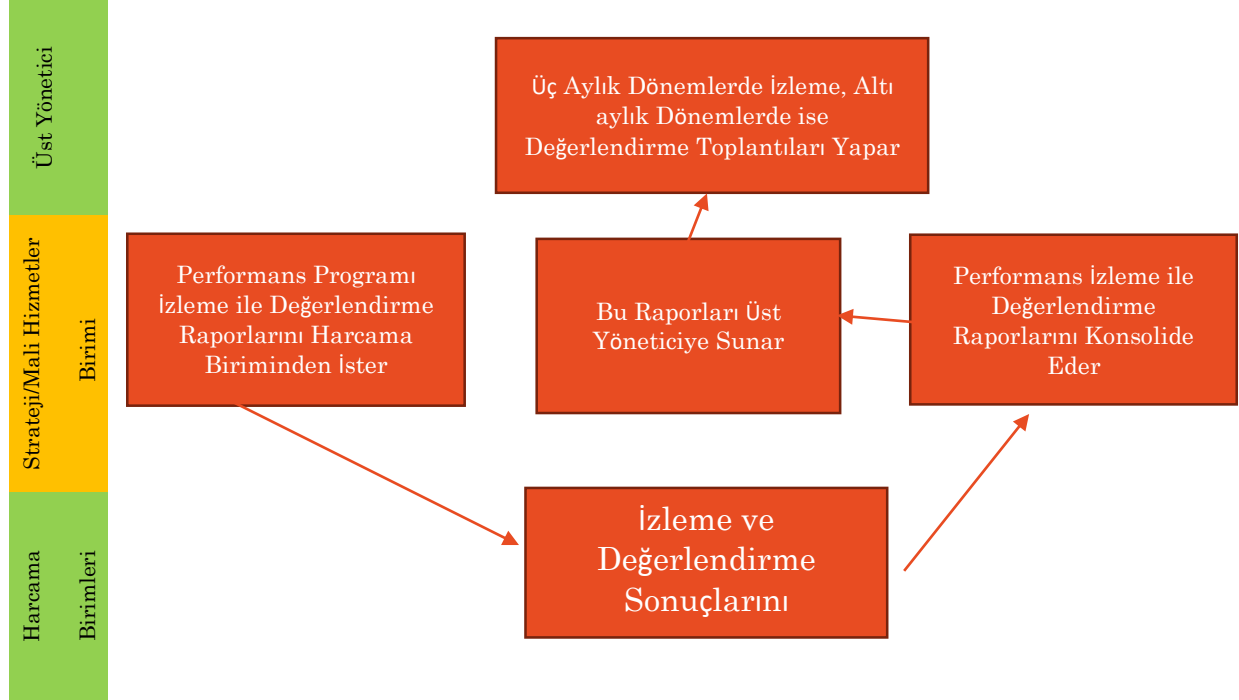 Üst Yönetici
Üç Aylık Dönemlerde İzleme, Altı
aylık Dönemlerde ise
Değerlendirme Toplantıları Yapar
Strateji/Mali Hizmetler
Birimi
Performans Programı
İzleme ile Değerlendirme
Raporlarını Harcama
Biriminden İster
Bu Raporları Üst
Yöneticiye Sunar
Performans İzleme ile
Değerlendirme
Raporlarını Konsolide
Eder
Harcama
Birimleri
İzleme ve
Değerlendirme
Sonuçlarını